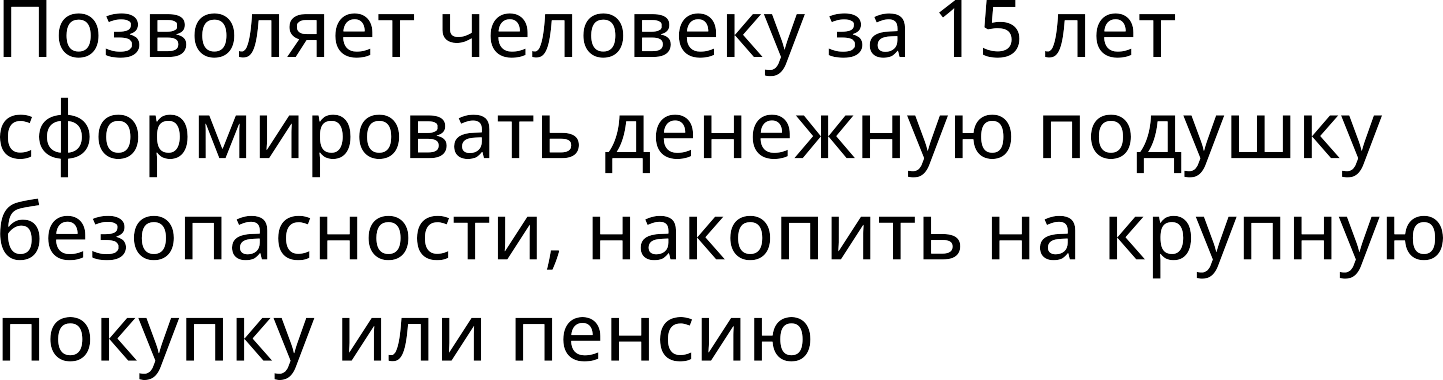 Позволяет человеку за 15 лет
сформировать денежную подушку
безопасности, накопить на крупную
покупку или пенсию